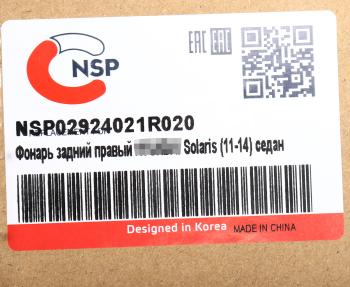 NSP
EAC EAC
NSP02924021R020
Фонарь задний правый Solaris (11-14) седан
Designed in Korea MADE IN CHINA